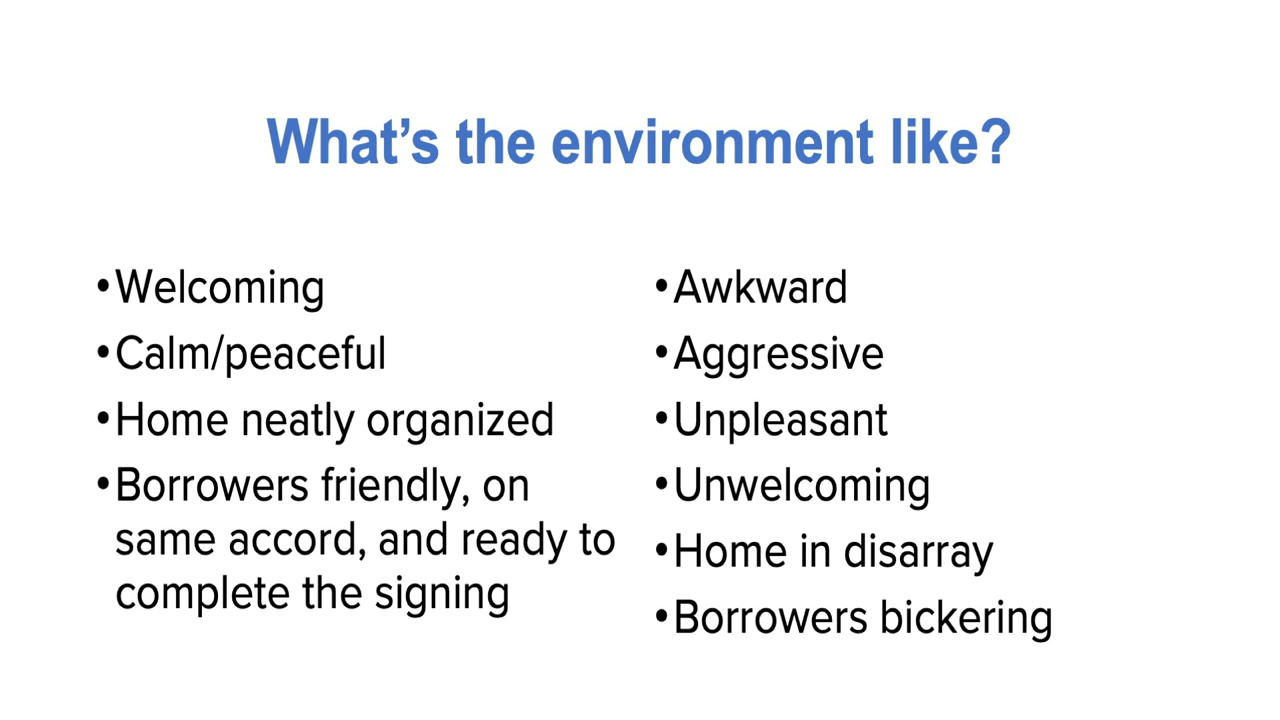 What’s the environment like?
•Welcoming
•Calm/peaceful
•Home neatly organized
•Borrowers friendly, on
same accord, and ready to
complete the signing
•Awkward
•Aggressive
•Unpleasant
•Unwelcoming
•Home in disarray
•Borrowers bickering